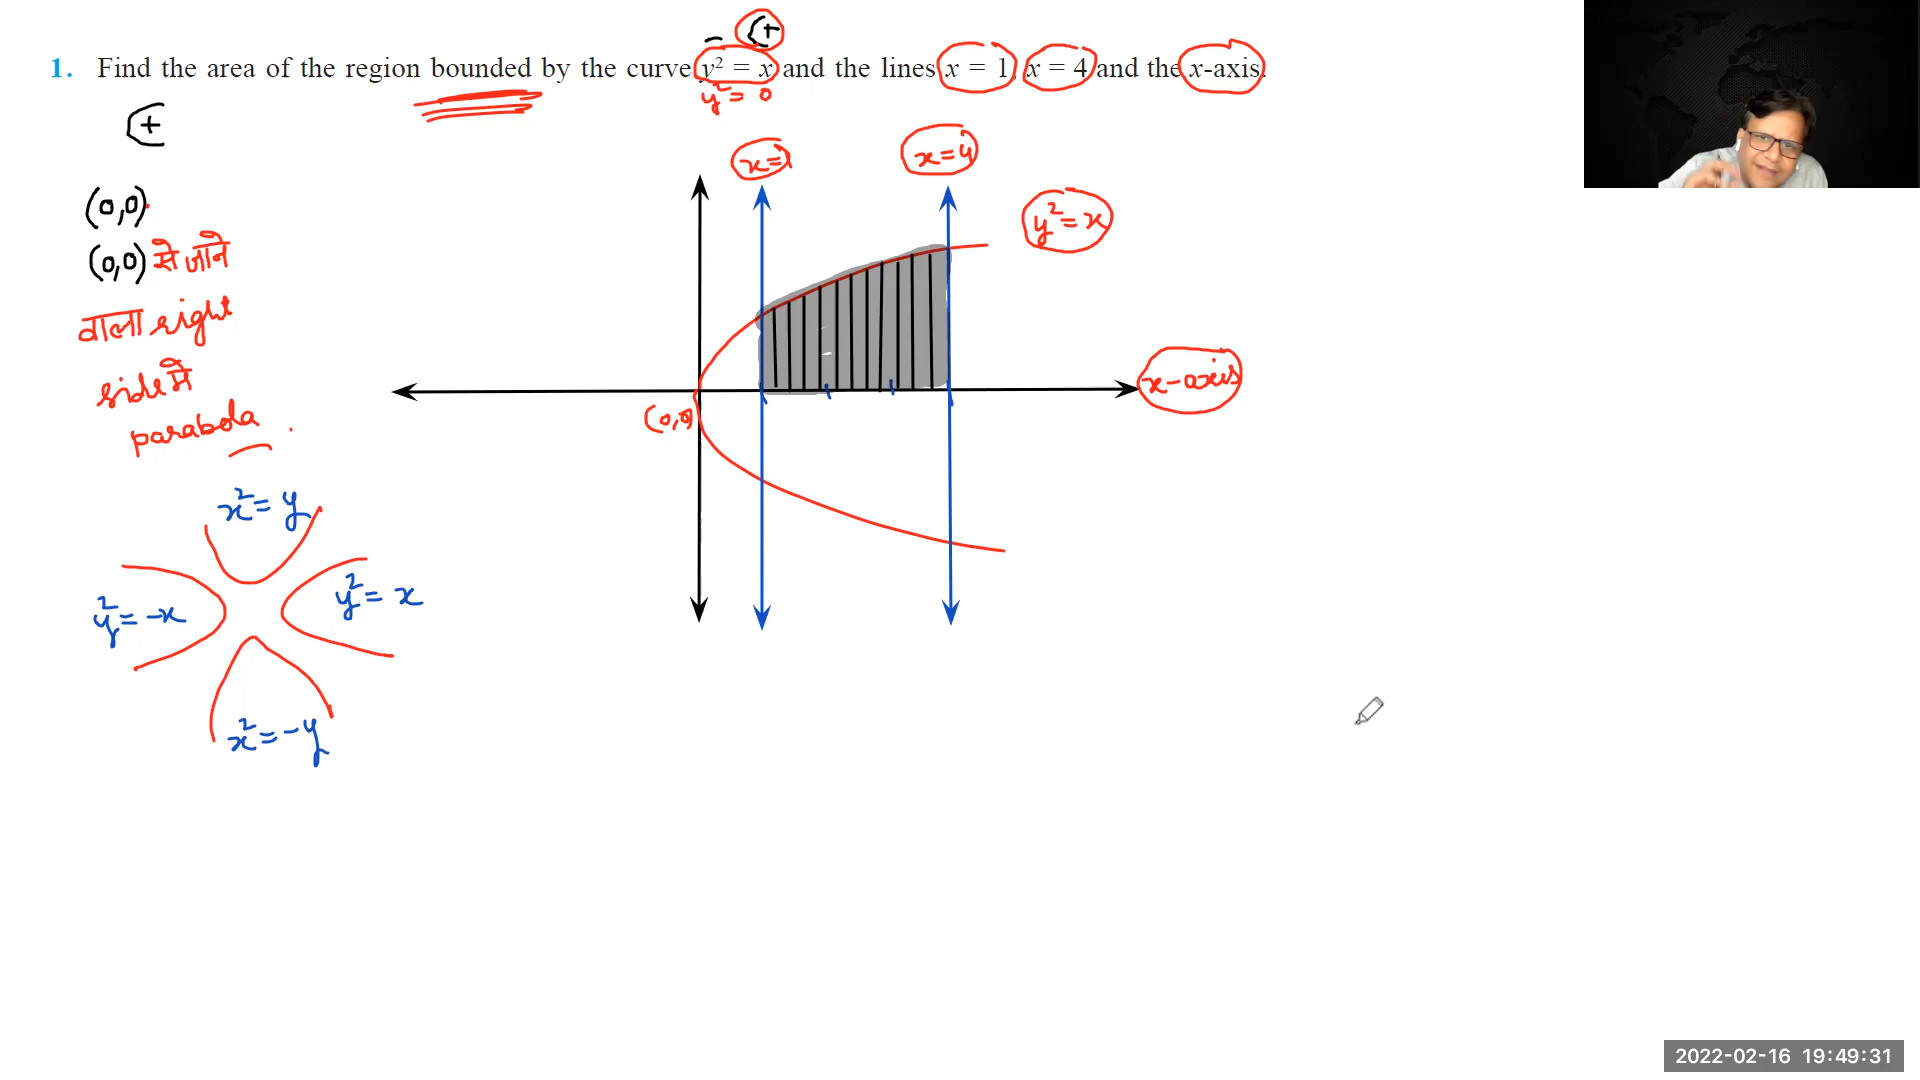 1. Find the area of the region bounded by the curve y² = x and the lines x = 1, x = 4 and the x-axis.
− (+
y² = 0
(+
(0,0)
(0,0) से जाने
वाला right
side में
parabola .
x=1
x=4
y² = x
x-axis
(0,0)
x² = y
y² = -x
y² = x
x² = -y
2022-02-16 19:49:31